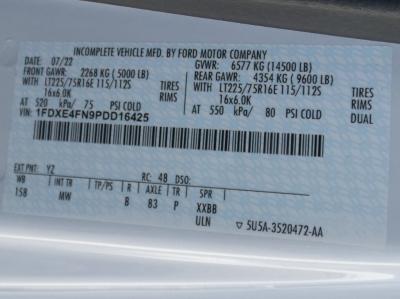 INCOMPLETE VEHICLE MFD. BY FORD MOTOR COMPANY
07/22 GVWR: 6577 KG (14500 LB)
FRONT GAWR: 2268 KG (5000 LB) REAR GAWR: 4354 KG (9600 LB)
WITH LT225/75R16E 115/112S TIRES WITH LT225/75R16E 115/112S TIRES
16x6.0K RIMS 16x6.0K RIMS
AT 520 kPa/ 75 PSI COLD AT 550 kPa/ 80 PSI COLD
VIN: 1FDXE4FN9PDD16425
EXT PNT: YZ RC: 48 DSO:
WB INT TR TP/PS R AXLE TR SPR
158 MW B 83 P XXBB
ULN 5U5A-3520472-AA